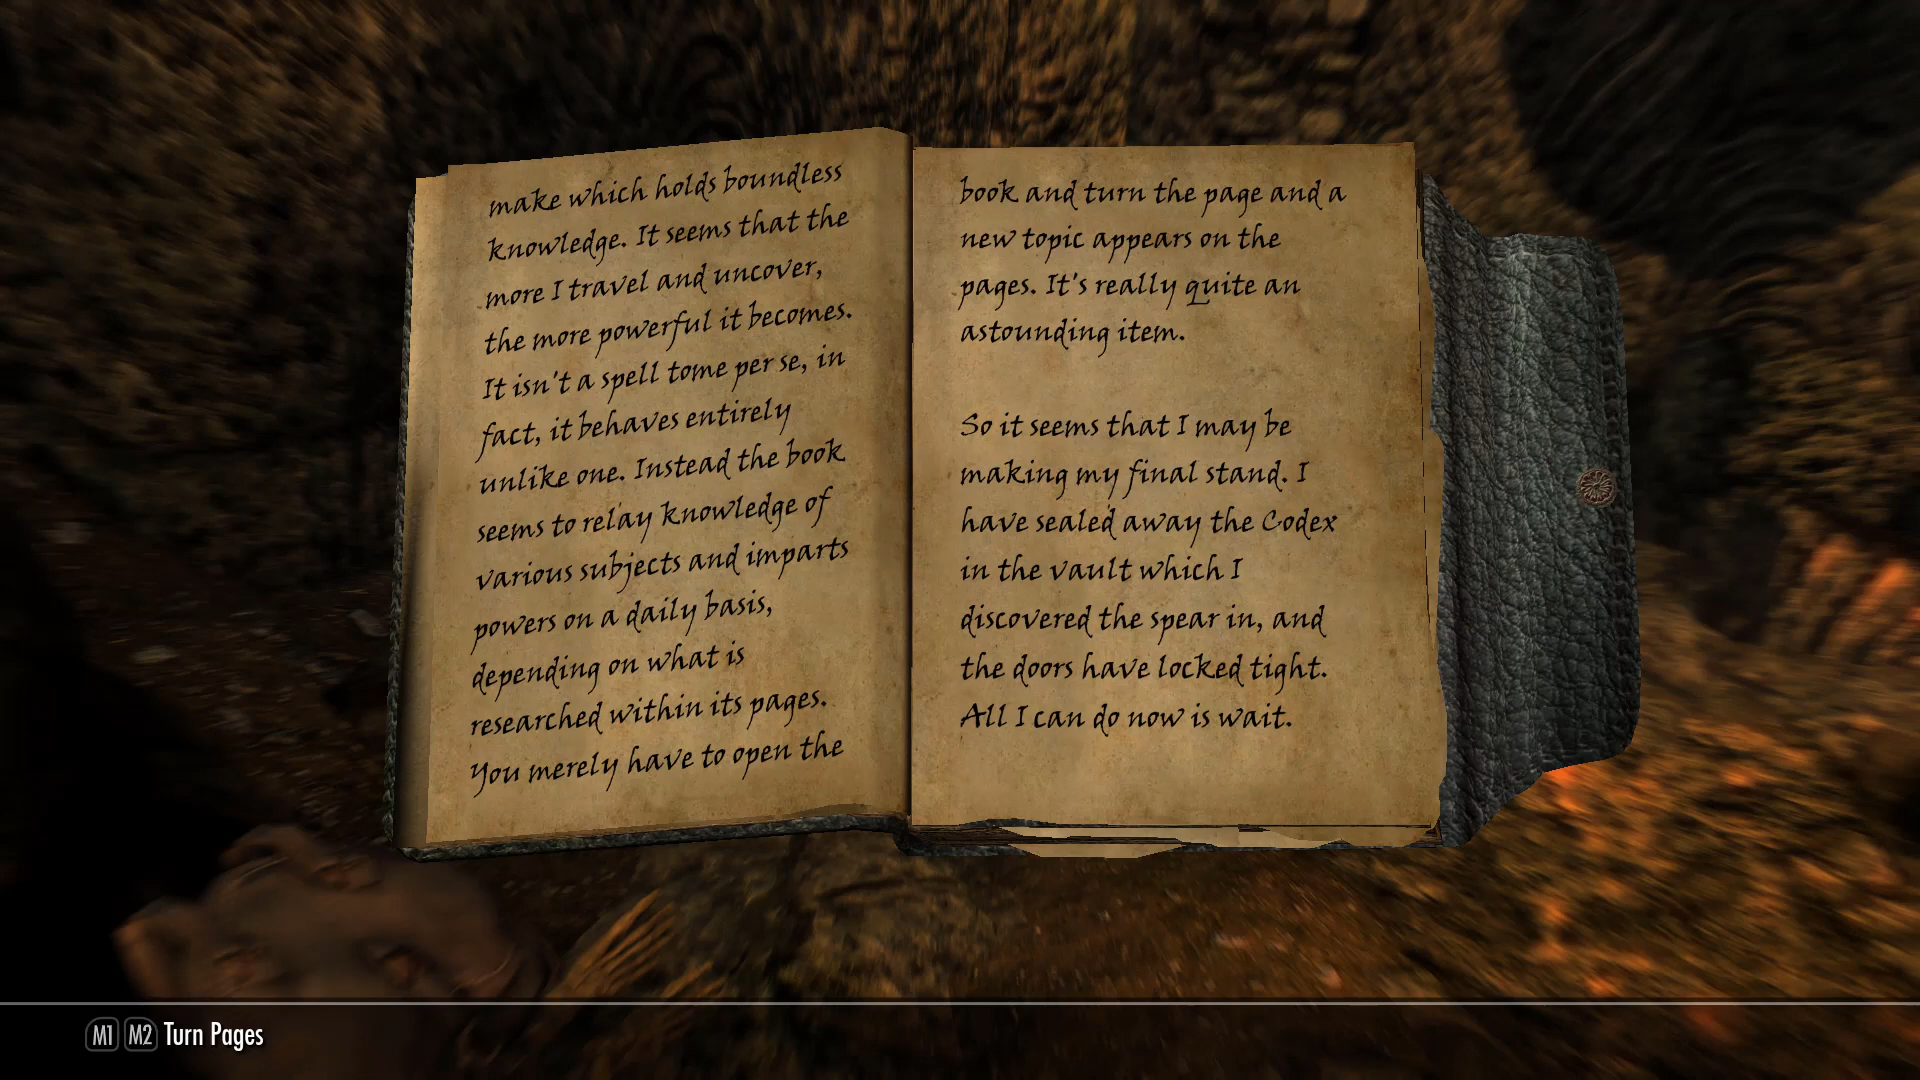 make which holds boundless
knowledge. It seems that the
more I travel and uncover,
the more powerful it becomes.
It isn't a spell tome per se, in
fact, it behaves entirely
unlike one. Instead the book
seems to relay knowledge of
various subjects and imparts
powers on a daily basis,
depending on what is
researched within its pages.
You merely have to open the
book and turn the page and a
new topic appears on the
pages. It's really quite an
astounding item.
So it seems that I may be
making my final stand. I
have sealed away the Codex
in the vault which I
discovered the spear in, and
the doors have locked tight.
All I can do now is wait.
M1 M2 Turn Pages